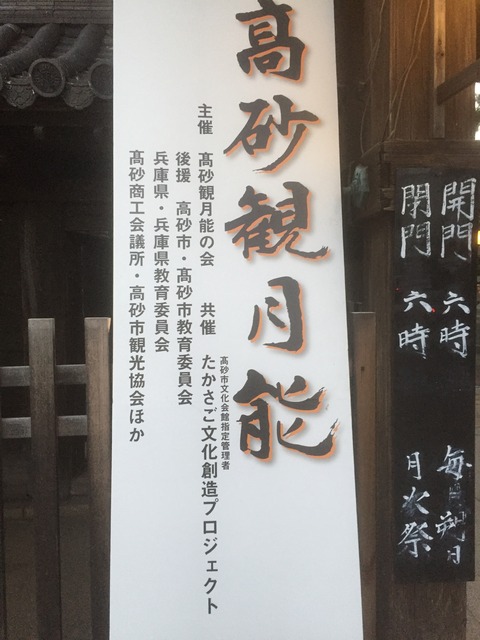 高砂観月能
主催 髙砂観月能の会 共催 高砂市文化会館指定管理者 たかさご文化創造プロジェクト
後援 高砂市・髙砂市教育委員会
兵庫県・兵庫県教育委員会
髙砂商工会議所・高砂市観光協会ほか
開門 六時 毎月朔日
閉門 六時 月次祭